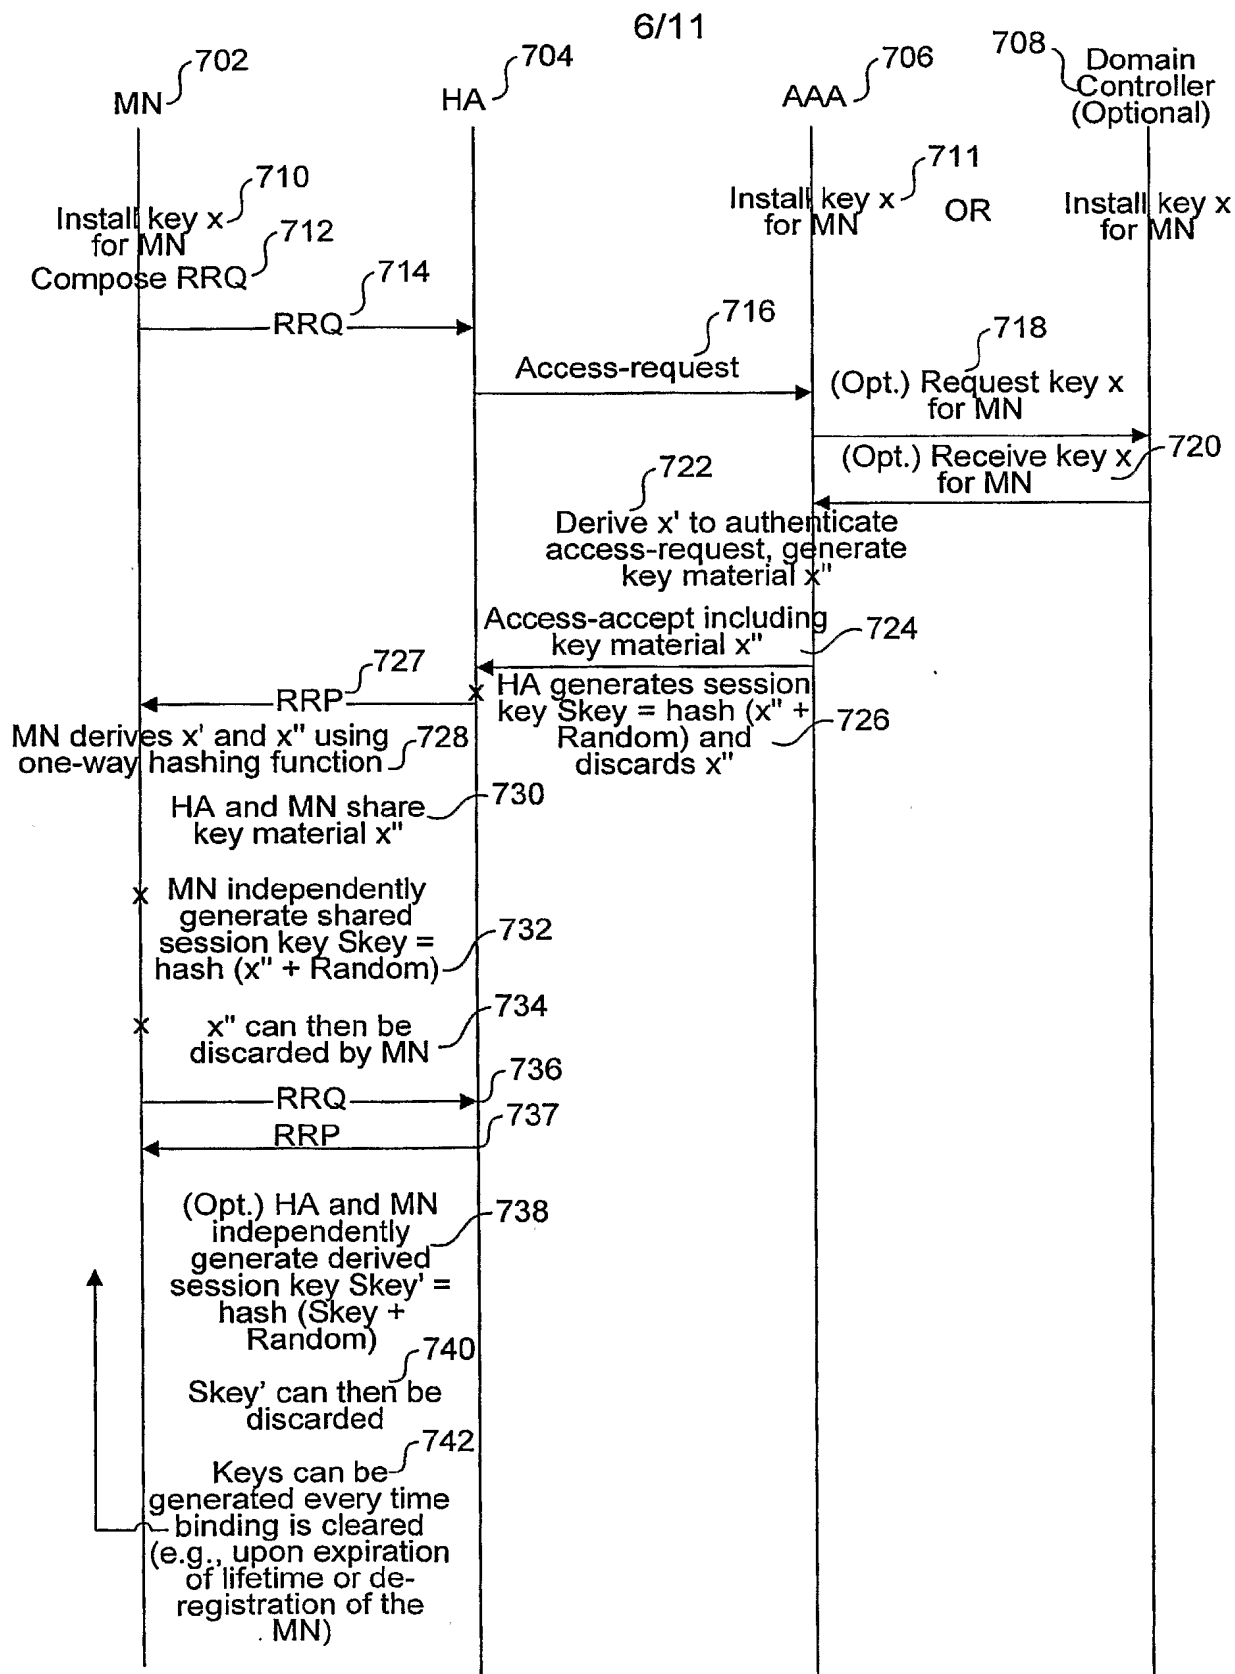 6/11
702
704
706
708
MN
HA
AAA
Domain
Controller
(Optional)
710
Install key x
for MN
712
Compose RRQ
711
Install key x
for MN
OR
Install key x
for MN
714
RRQ
716
Access-request
718
(Opt.) Request key x
for MN
720
(Opt.) Receive key x
for MN
722
Derive x' to authenticate
access-request, generate
key material x"
Access-accept including
key material x"
724
727
RRP
HA generates session
key Skey = hash (x" +
Random) and
discards x"
726
MN derives x' and x" using
one-way hashing function
728
730
HA and MN share
key material x"
MN independently
generate shared
session key Skey =
hash (x" + Random)
732
734
x" can then be
discarded by MN
736
RRQ
737
RRP
(Opt.) HA and MN
independently
generate derived
session key Skey' =
hash (Skey +
Random)
738
740
Skey' can then be
discarded
742
Keys can be
generated every time
binding is cleared
(e.g., upon expiration
of lifetime or de-
registration of the
MN)